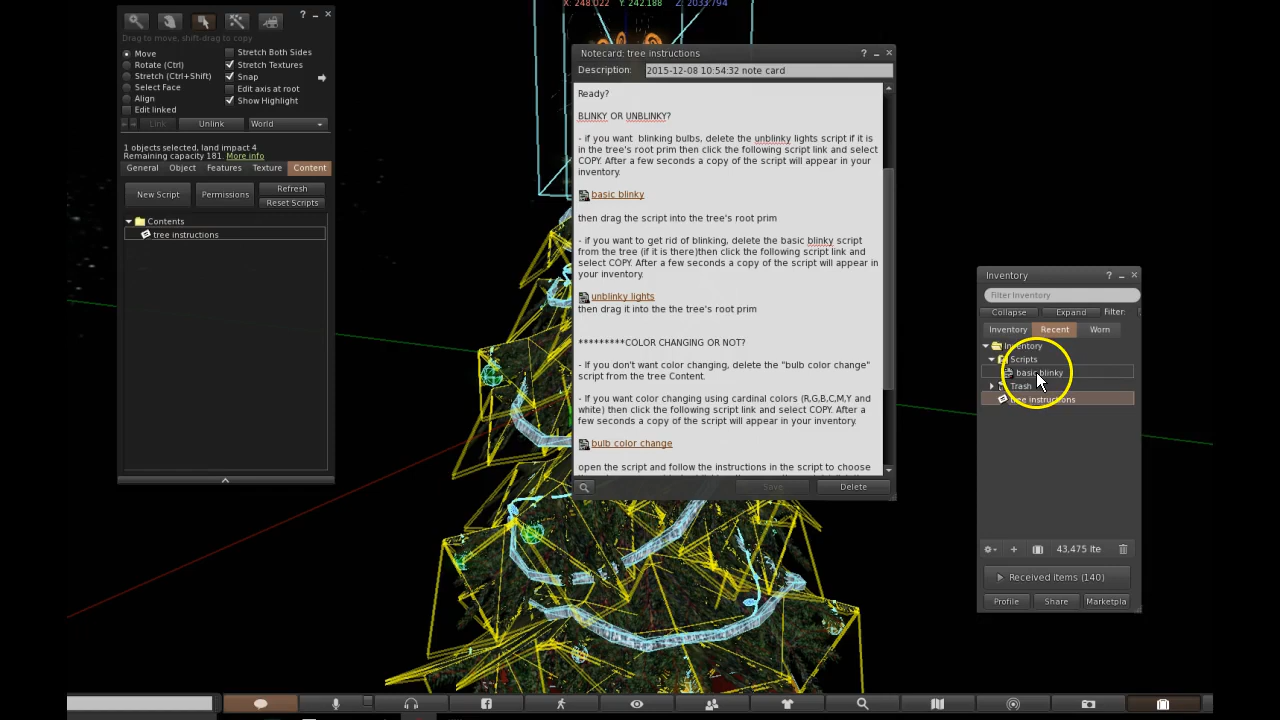 X: 248.022 Y: 242.188 Z: 2033.794
Drag to move, shift-drag to copy
Move
Rotate (Ctrl)
Stretch (Ctrl+Shift)
Select Face
Align
Edit linked
Stretch Both Sides
Stretch Textures
Snap
Edit axis at root
Show Highlight
Link
Unlink
World
1 objects selected, land impact 4
Remaining capacity 181. More info
General
Object
Features
Texture
Content
New Script
Permissions
Refresh
Reset Scripts
Contents
tree instructions
Notecard: tree instructions
Description: 2015-12-08 10:54:32 note card
Ready?
BLINKY OR UNBLINKY?
- if you want  blinking bulbs, delete the unblinky lights script if it is
in the tree's root prim then click the following script link and select
COPY. After a few seconds a copy of the script will appear in your
inventory.
basic blinky
then drag the script into the tree's root prim
- if you want to get rid of blinking, delete the basic blinky script
from the tree (if it is there)then click the following script link and
select COPY. After a few seconds a copy of the script will appear in
your inventory.
unblinky lights
then drag it into the the tree's root prim
*********COLOR CHANGING OR NOT?
- If you don't want color changing, delete the "bulb color change"
script from the tree Content.
- If you want color changing using cardinal colors (R,G,B,C,M,Y and
white) then click the following script link and select COPY. After a
few seconds a copy of the script will appear in your inventory.
bulb color change
open the script and follow the instructions in the script to choose
Save
Delete
Inventory
Filter Inventory
Collapse
Expand
Filter:
Inventory
Recent
Worn
Inventory
Scripts
basic blinky
Trash
tree instructions
43,475 ite
Received items (140)
Profile
Share
Marketpla